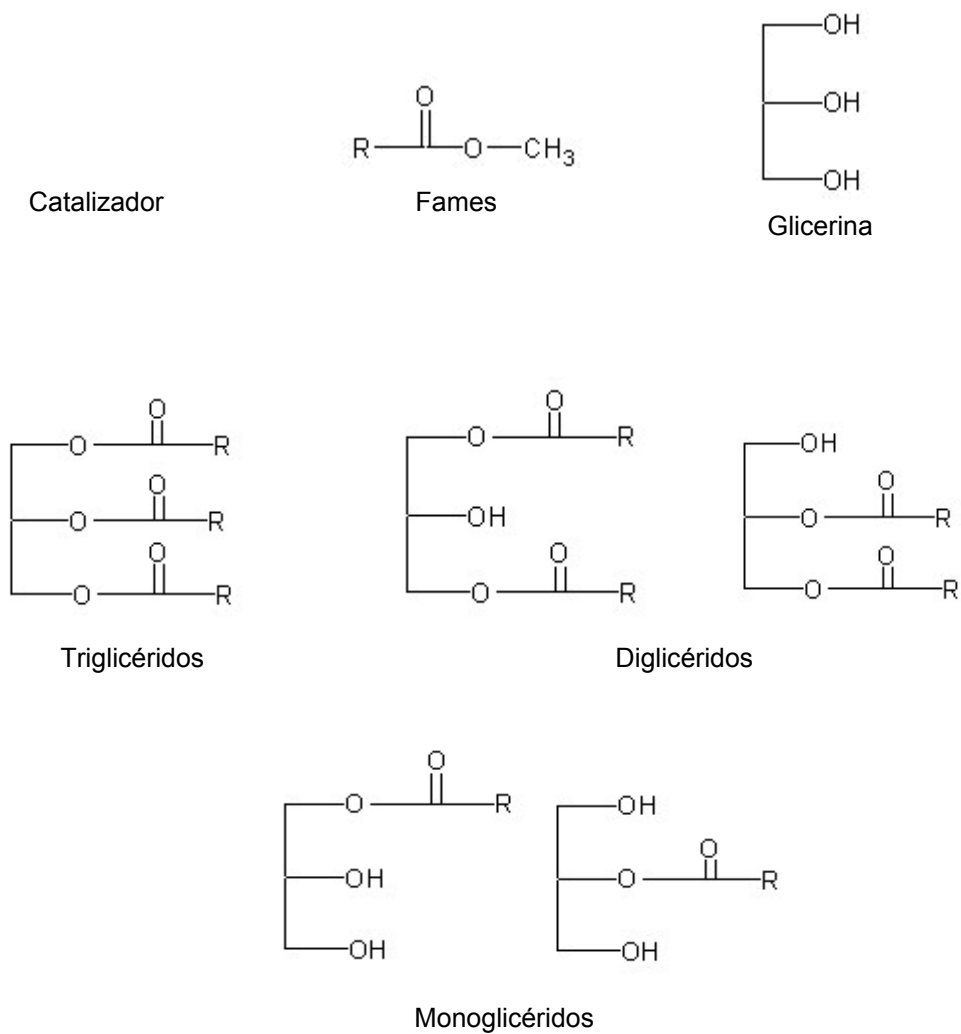 OH
O
OH
R O CH3
OH
Catalizador Fames
Glicerina
O O
O R O R OH
O O
O R OH O R
O O O
O R O R O R
Triglicéridos Diglicéridos
O
O R OH
O
OH O R
OH OH
Monoglicéridos